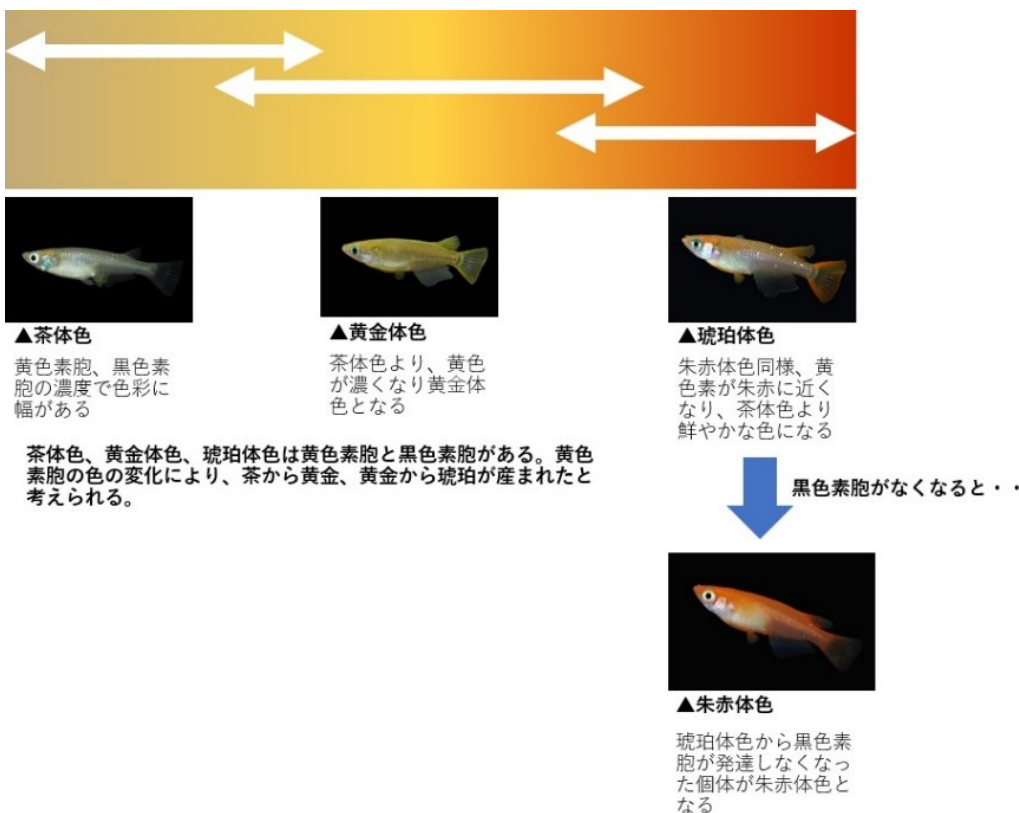 ▲茶体色
黄色素胞、黒色素
胞の濃度で色彩に
幅がある
▲黄金体色
茶体色より、黄色
が濃くなり黄金体
色となる
▲琥珀体色
朱赤体色同様、黄
色素が朱赤に近く
なり、茶体色より
鮮やかな色になる
茶体色、黄金体色、琥珀体色は黄色素胞と黒色素胞がある。黄色
素胞の色の変化により、茶から黄金、黄金から琥珀が産まれたと
考えられる。
黒色素胞がなくなると・・
▲朱赤体色
琥珀体色から黒色素
胞が発達しなくなっ
た個体が朱赤体色と
なる